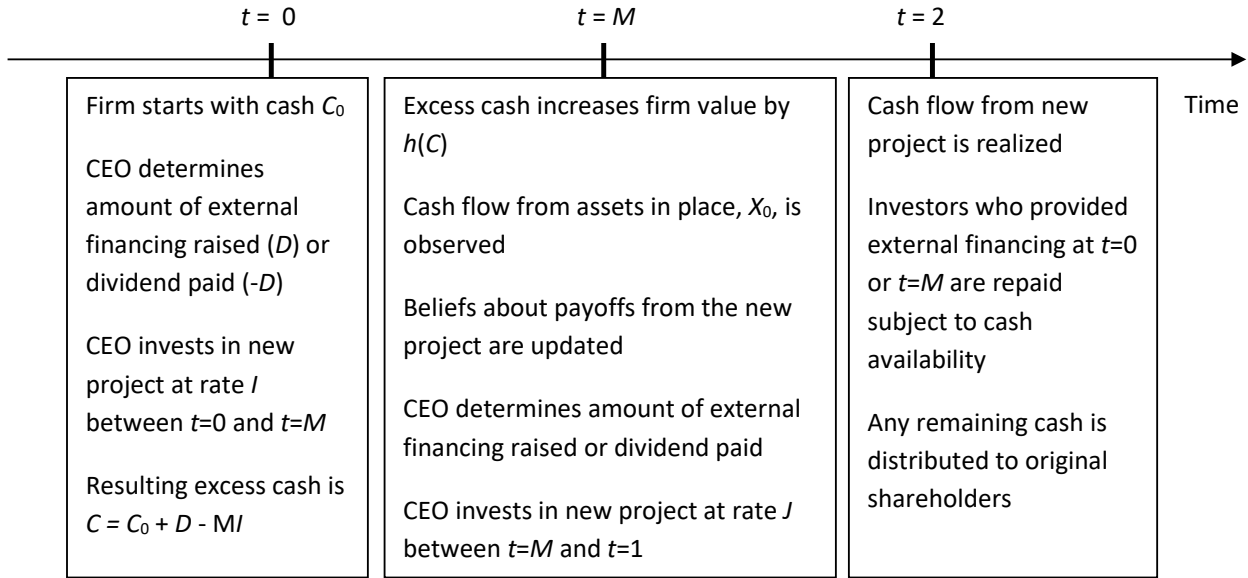 t = 0
t = M
t = 2
Firm starts with cash C0
CEO determines
amount of external
financing raised (D) or
dividend paid (-D)
CEO invests in new
project at rate I
between t=0 and t=M
Resulting excess cash is
C = C0 + D - MI
Excess cash increases firm value by
h(C)
Cash flow from assets in place, X0, is
observed
Beliefs about payoffs from the new
project are updated
CEO determines amount of external
financing raised or dividend paid
CEO invests in new project at rate J
between t=M and t=1
Cash flow from new
project is realized
Investors who provided
external financing at t=0
or t=M are repaid
subject to cash
availability
Any remaining cash is
distributed to original
shareholders
Time